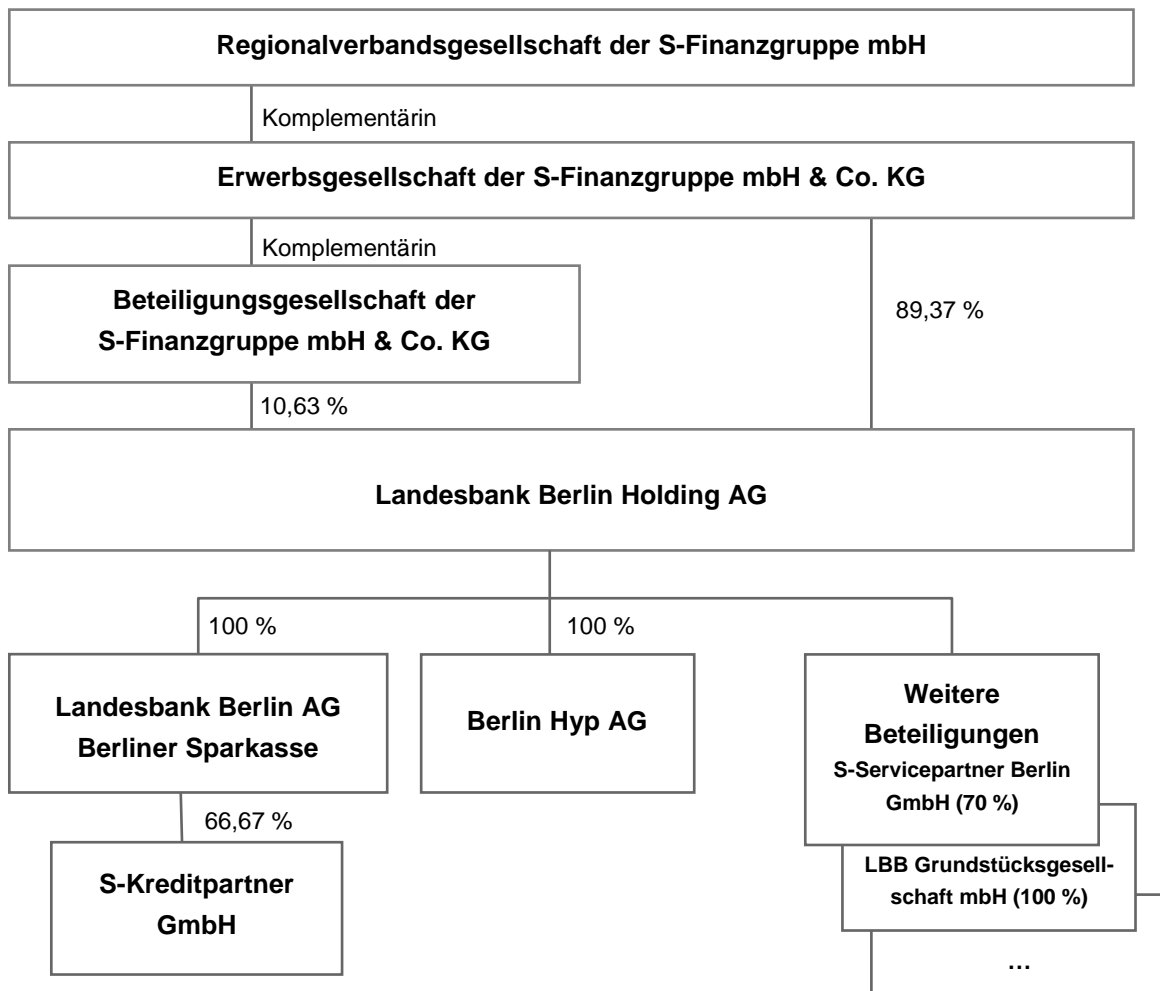 Regionalverbandsgesellschaft der S-Finanzgruppe mbH
Komplementärin
Erwerbsgesellschaft der S-Finanzgruppe mbH & Co. KG
Komplementärin
Beteiligungsgesellschaft der
S-Finanzgruppe mbH & Co. KG
89,37 %
10,63 %
Landesbank Berlin Holding AG
100 %
100 %
Landesbank Berlin AG
Berliner Sparkasse
Berlin Hyp AG
Weitere
Beteiligungen
S-Servicepartner Berlin
GmbH (70 %)
66,67 %
S-Kreditpartner
GmbH
LBB Grundstücksgesell-
schaft mbH (100 %)
...